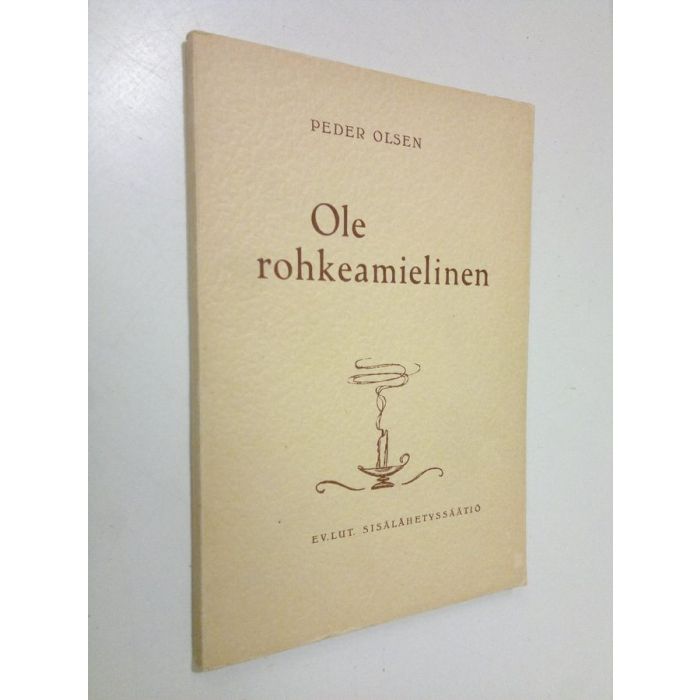 PEDER OLSEN
Ole
rohkeamielinen
EV.LUT. SISÄLÄHETYSSÄÄTIÖ